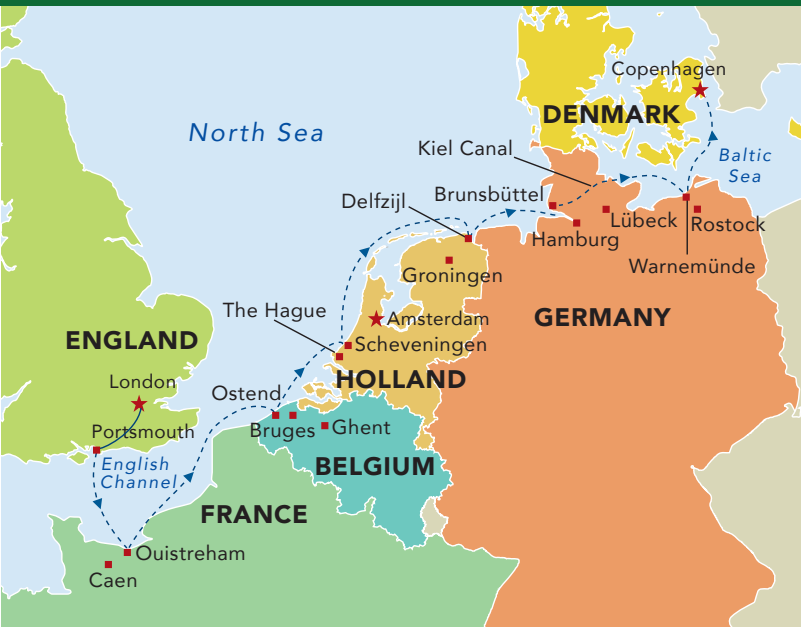 Copenhagen
DENMARK
North Sea
Kiel Canal
Baltic
Sea
Delfzijl
Brunsbüttel
Lübeck
Rostock
Hamburg
Warnemünde
Groningen
The Hague
Amsterdam
GERMANY
ENGLAND
Scheveningen
HOLLAND
London
Ostend
Portsmouth
Bruges
Ghent
English
Channel
BELGIUM
FRANCE
Ouistreham
Caen